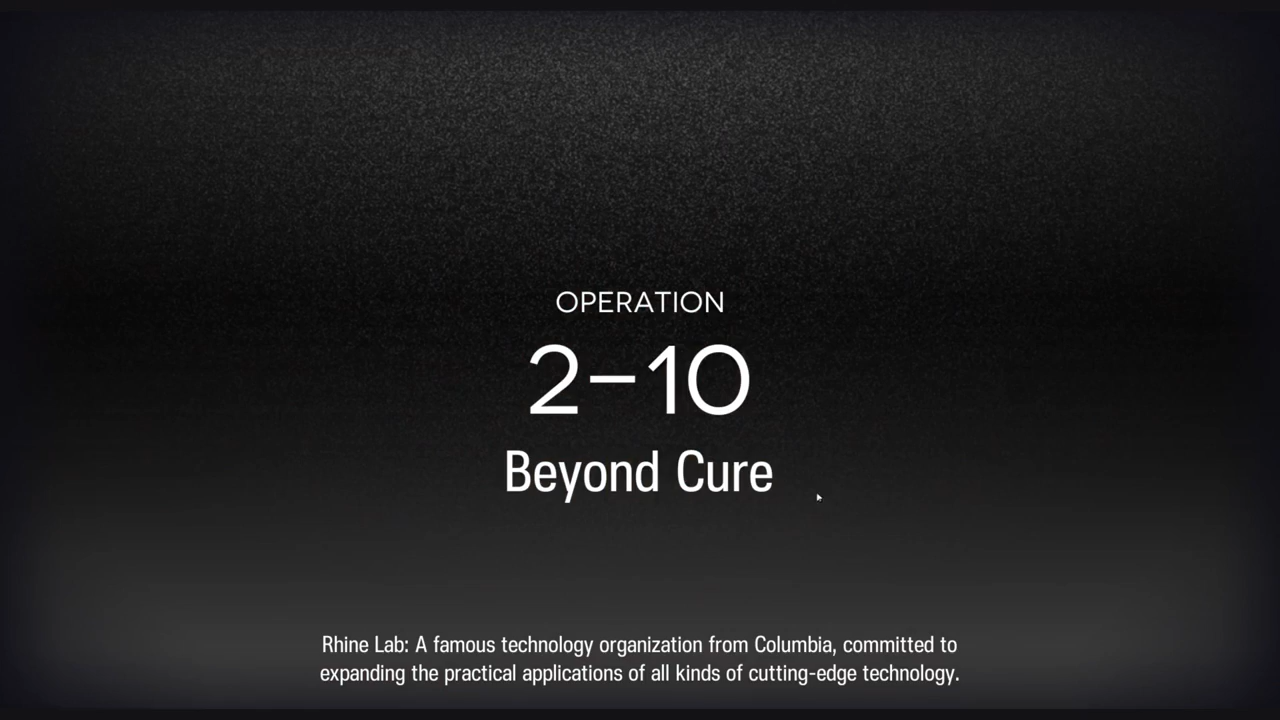 OPERATION
2-10
Beyond Cure
Rhine Lab: A famous technology organization from Columbia, committed to
expanding the practical applications of all kinds of cutting-edge technology.